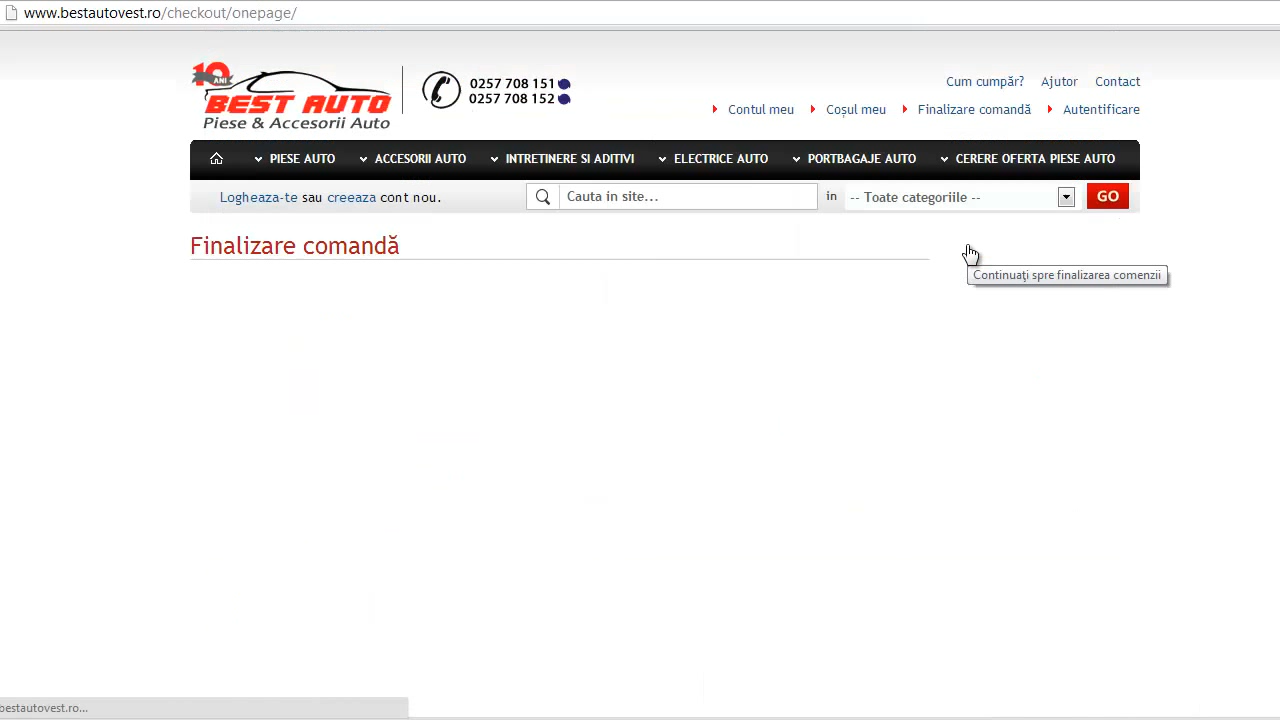 www.bestautovest.ro/checkout/onepage/
10 ANI
BEST AUTO
Piese & Accesorii Auto
0257 708 151
0257 708 152
Cum cumpăr? Ajutor Contact
Contul meu Coșul meu Finalizare comandă Autentificare
PIESE AUTO ACCESORII AUTO INTRETINERE SI ADITIVI ELECTRICE AUTO PORTBAGAJE AUTO CERERE OFERTA PIESE AUTO
Logheaza-te sau creeaza cont nou. Cauta in site... in -- Toate categoriile -- GO
Finalizare comandă
Continuaţi spre finalizarea comenzii
bestautovest.ro...